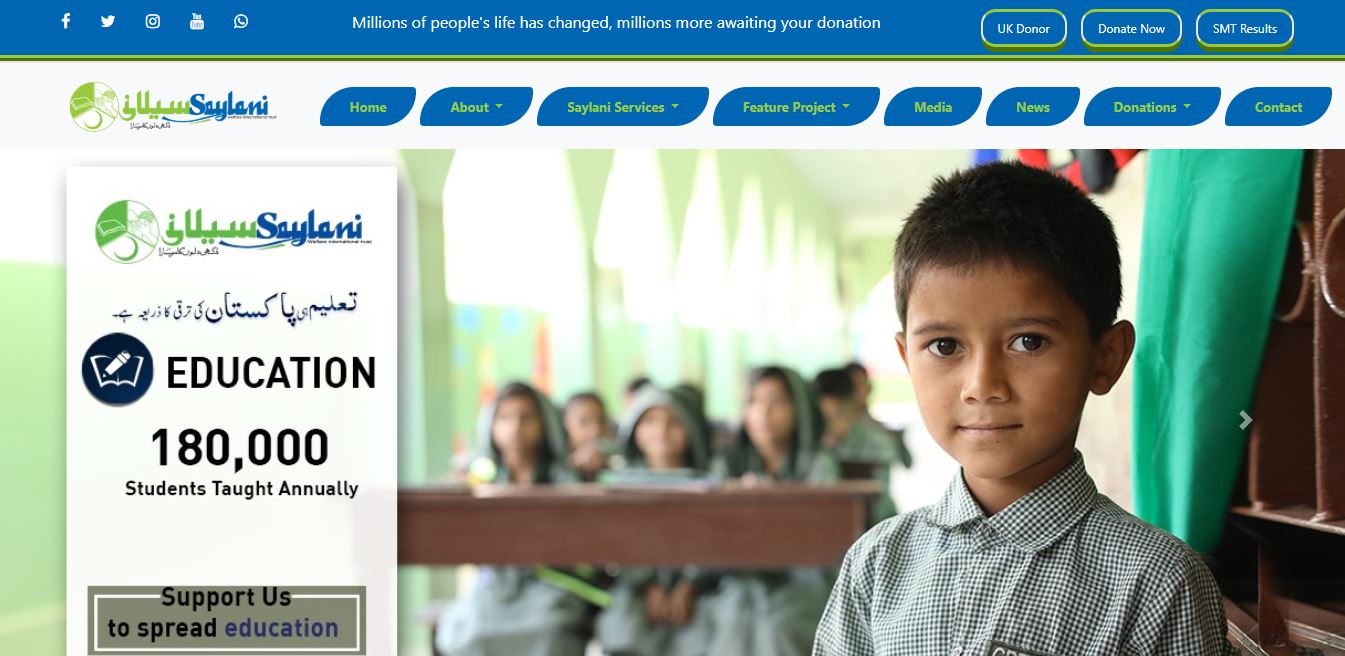 Millions of people's life has changed, millions more awaiting your donation
UK Donor
Donate Now
SMT Results
سیلانی Saylani
welfare international trust
دکھی دلوں کا سہارا
Home
About
Saylani Services
Feature Project
Media
News
Donations
Contact
سیلانی Saylani
Welfare international trust
دکھی دلوں کا سہارا
تعلیم ہی پاکستان کی ترقی کا ذریعہ ہے۔
EDUCATION
180,000
Students Taught Annually
Support Us
to spread education